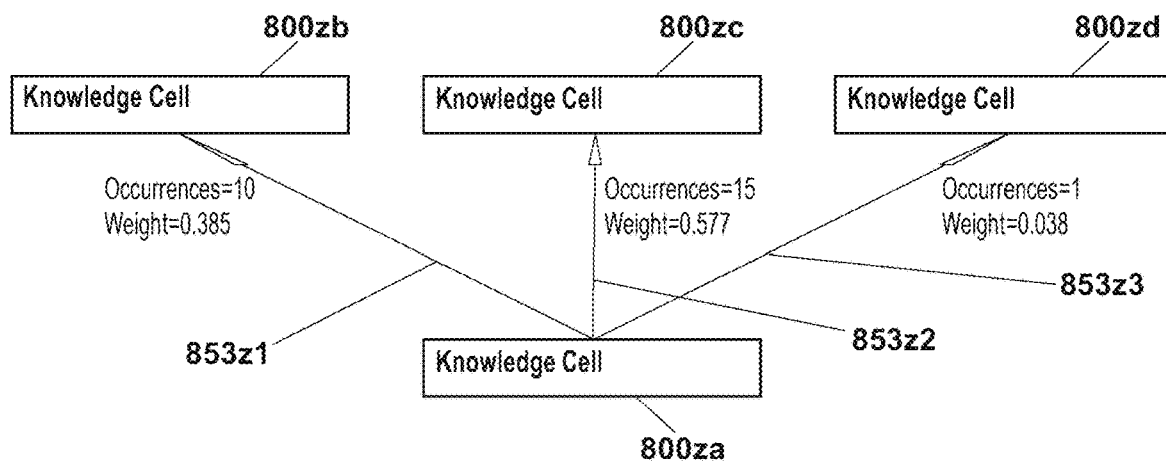 800zb
800zc
800zd
Knowledge Cell
Knowledge Cell
Knowledge Cell
Occurrences=10
Weight=0.385
Occurrences=15
Weight=0.577
Occurrences=1
Weight=0.038
853z1
853z2
853z3
Knowledge Cell
800za